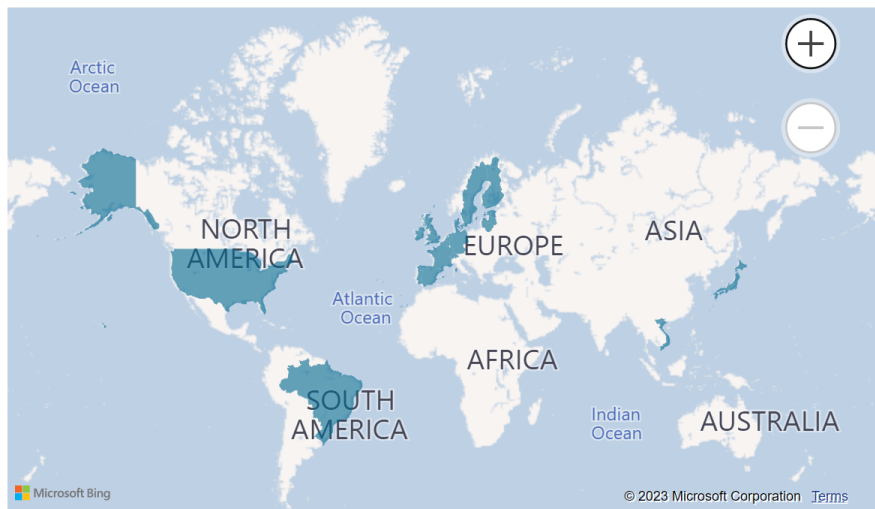 Arctic
Ocean
NORTH
AMERICA
EUROPE
ASIA
Atlantic
Ocean
AFRICA
SOUTH
AMERICA
Indian
Ocean
AUSTRALIA
Microsoft Bing
© 2023 Microsoft Corporation Terms